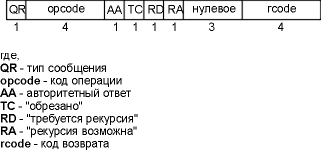 QR opcode AA TC RD RA нулевое rcode
1 4 1 1 1 1 3 4
где,
QR - тип сообщения
opcode - код операции
AA - авторитетный ответ
TC - "обрезано"
RD - "требуется рекурсия"
RA - "рекурсия возможна"
rcode - код возврата